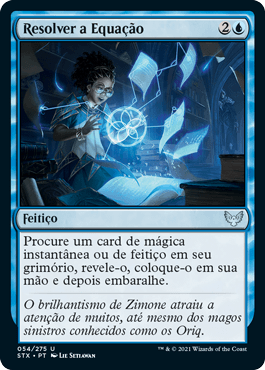 Resolver a Equação 2
Feitiço
Procure um card de mágica
instantânea ou de feitiço em seu
grimório, revele-o, coloque-o em sua
mão e depois embaralhe.
O brilhantismo de Zimone atraiu a
atenção de muitos, até mesmo dos magos
sinistros conhecidos como os Oriq.
054/275 U
STX • PT Lie Setiawan
™ & © 2021 Wizards of the Coast